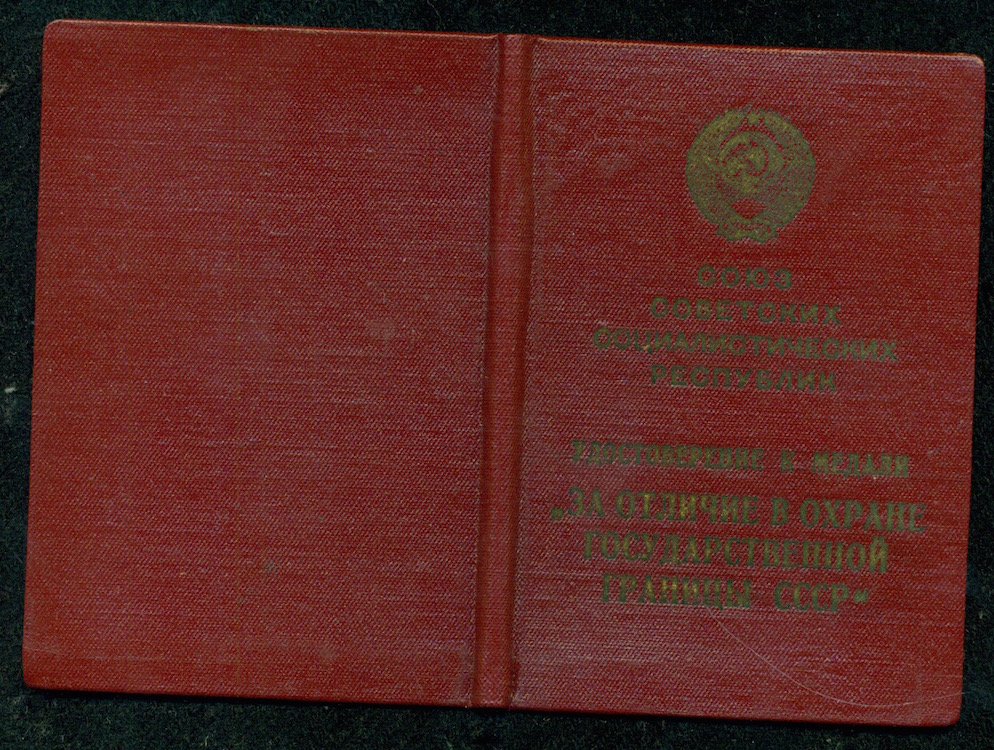 СОЮЗ
СОВЕТСКИХ
СОЦИАЛИСТИЧЕСКИХ
РЕСПУБЛИК
УДОСТОВЕРЕНИЕ К МЕДАЛИ
„ЗА ОТЛИЧИЕ В ОХРАНЕ
ГОСУДАРСТВЕННОЙ
ГРАНИЦЫ СССР“